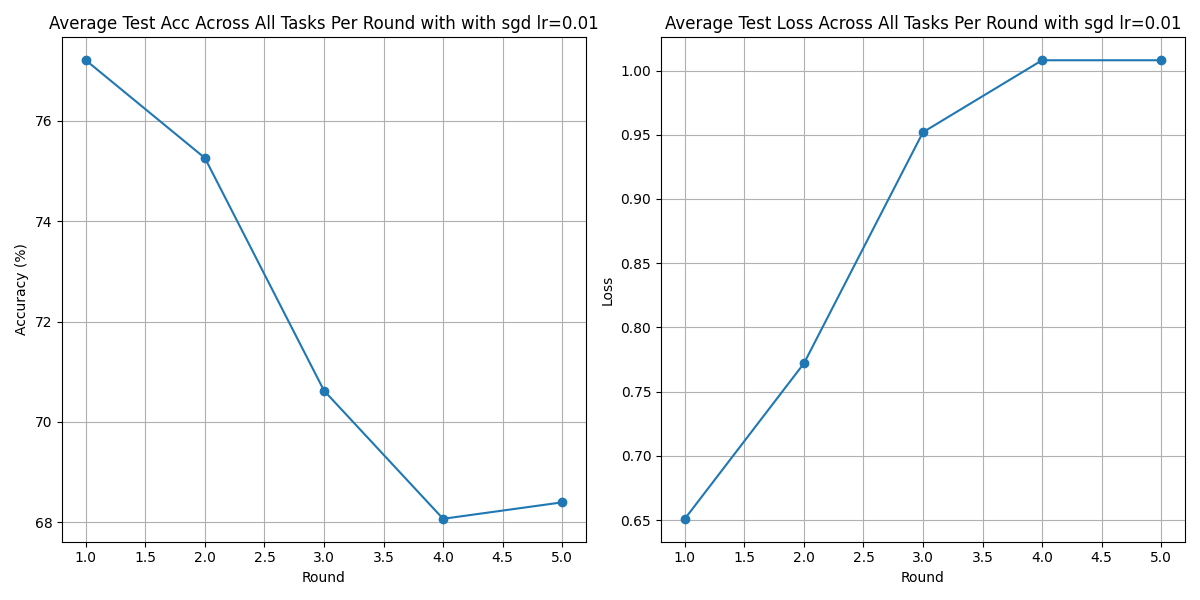 Average Test Acc Across All Tasks Per Round with with sgd lr=0.01
76
74
72
70
68
Accuracy (%)
1.0 1.5 2.0 2.5 3.0 3.5 4.0 4.5 5.0
Round
Average Test Loss Across All Tasks Per Round with sgd lr=0.01
1.00
0.95
0.90
0.85
0.80
0.75
0.70
0.65
Loss
1.0 1.5 2.0 2.5 3.0 3.5 4.0 4.5 5.0
Round